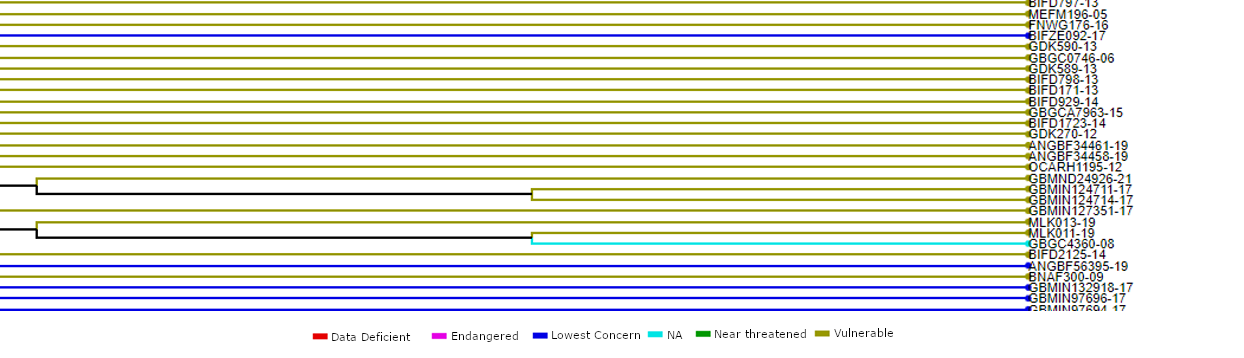 BIFD797-13
MEFM196-05
FNWG176-16
BIFZE092-17
GDK590-13
GBGC0746-06
GDK589-13
BIFD798-13
BIFD171-13
BIFD929-14
GBGCA7963-15
BIFD1723-14
GDK270-12
ANGBF34461-19
ANGBF34458-19
OCARH1195-12
GBMND24926-21
GBMIN124711-17
GBMIN124714-17
GBMIN127351-17
MLK013-19
MLK011-19
GBGC4360-08
BIFD2125-14
ANGBF56395-19
BNAF300-09
GBMIN132918-17
GBMIN97696-17
GBMIN97694-17
Data Deficient Endangered Lowest Concern NA Near threatened Vulnerable